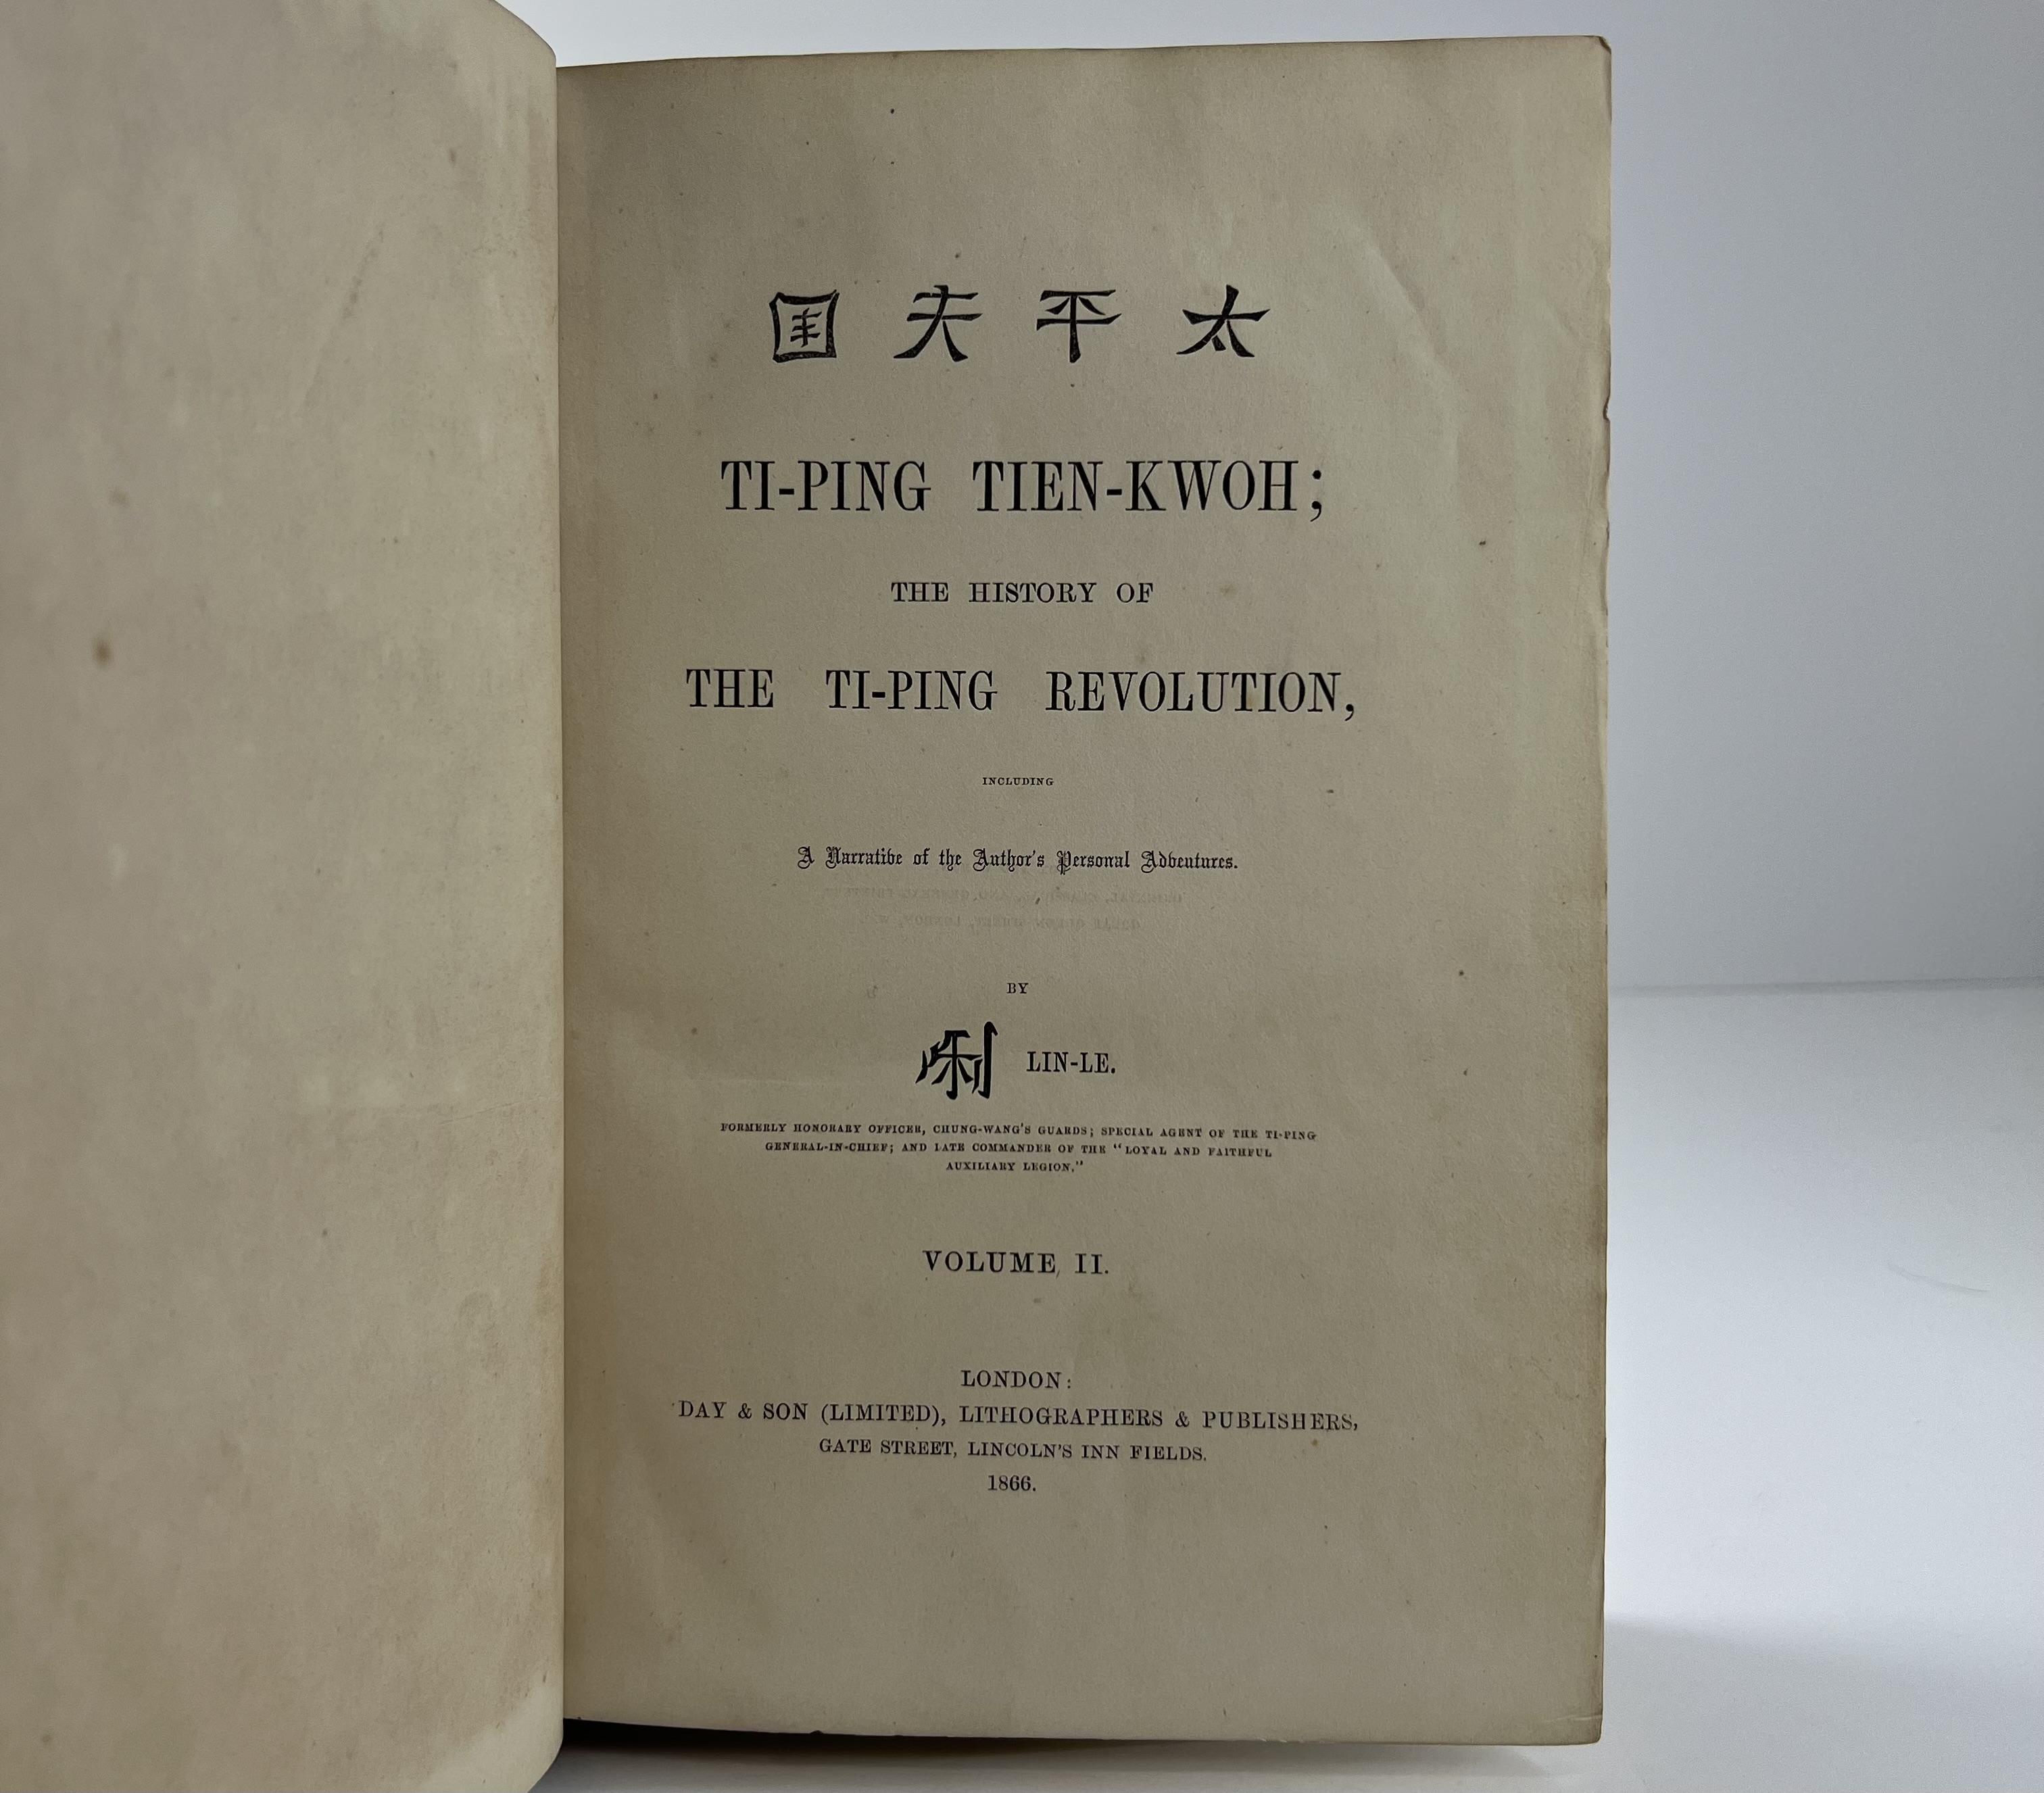 太平天囯
TI-PING TIEN-KWOH;
THE HISTORY OF
THE TI-PING REVOLUTION,
INCLUDING
A Narrative of the Author's Personal Adventures.
BY
唎 LIN-LE.
FORMERLY HONORARY OFFICER, CHUNG-WANG'S GUARDS; SPECIAL AGENT OF THE TI-PING
GENERAL-IN-CHIEF; AND LATE COMMANDER OF THE "LOYAL AND FAITHFUL
AUXILIARY LEGION."
VOLUME II.
LONDON:
DAY & SON (LIMITED), LITHOGRAPHERS & PUBLISHERS,
GATE STREET, LINCOLN'S INN FIELDS.
1866.